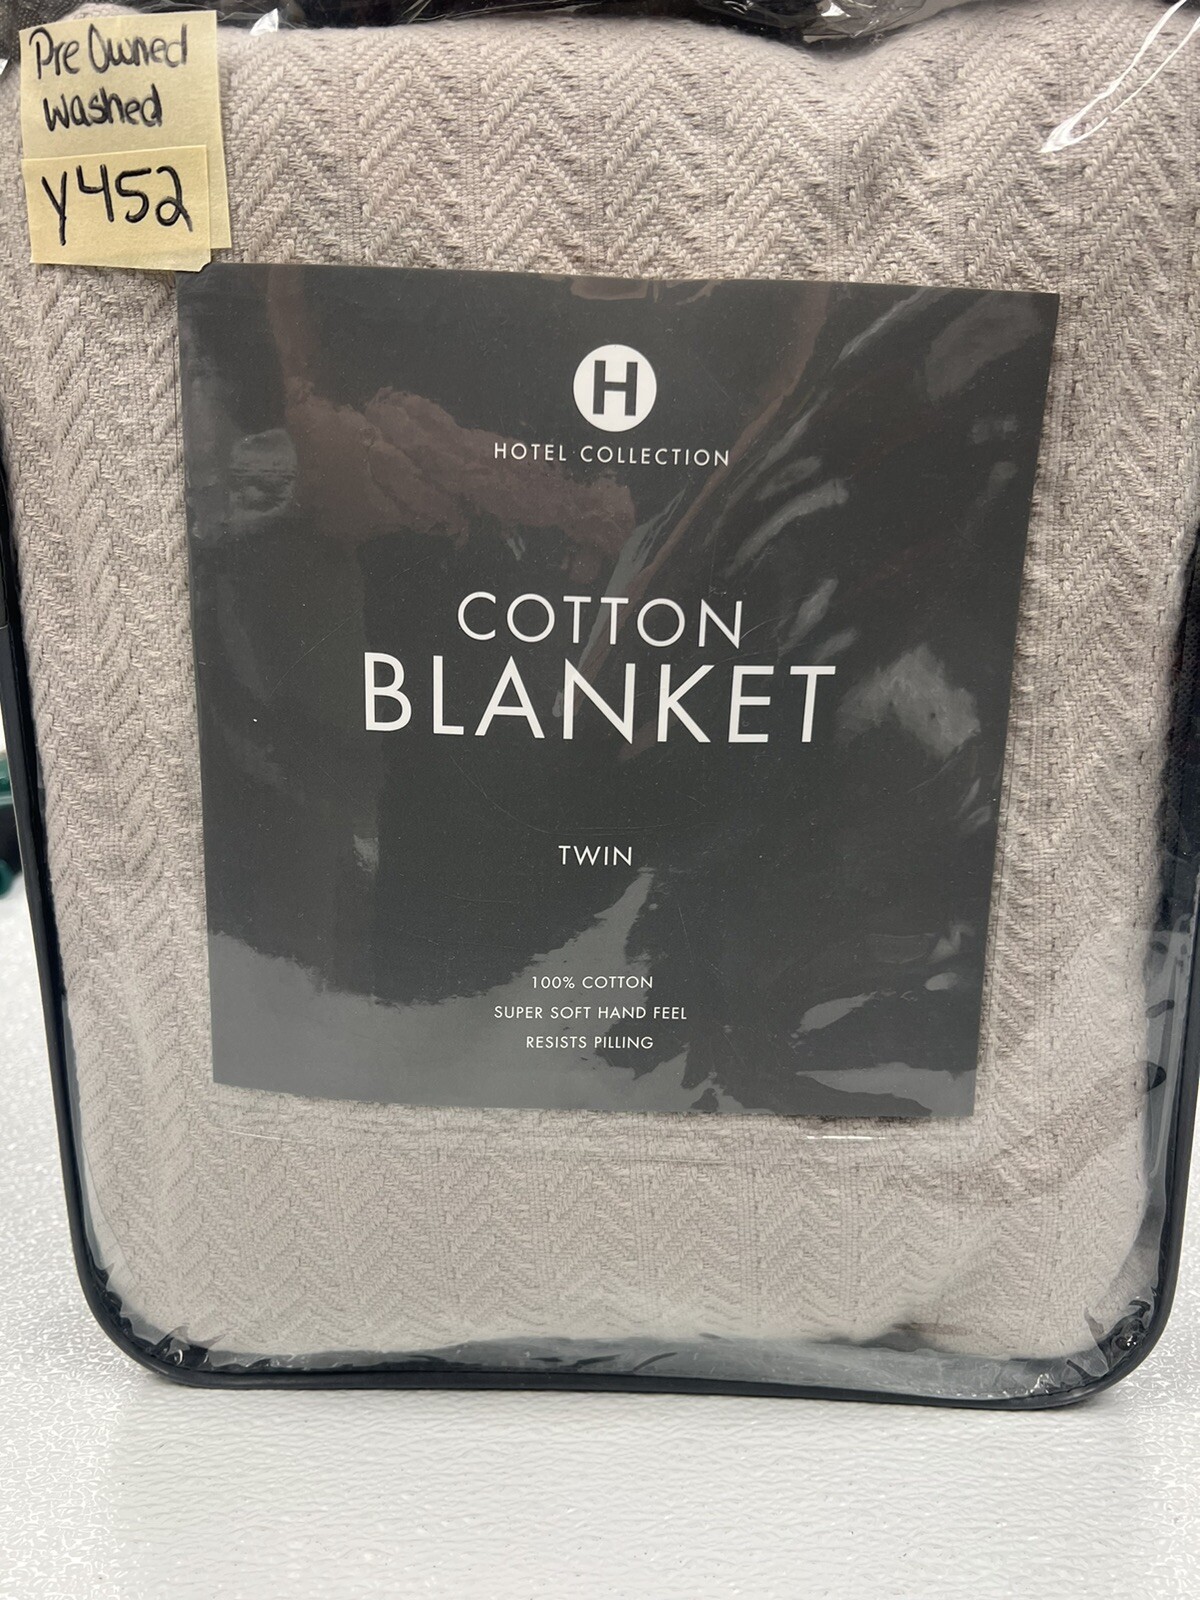 Pre Owned
washed
Y452
H
HOTEL COLLECTION
COTTON
BLANKET
TWIN
100% COTTON
SUPER SOFT HAND FEEL
RESISTS PILLING